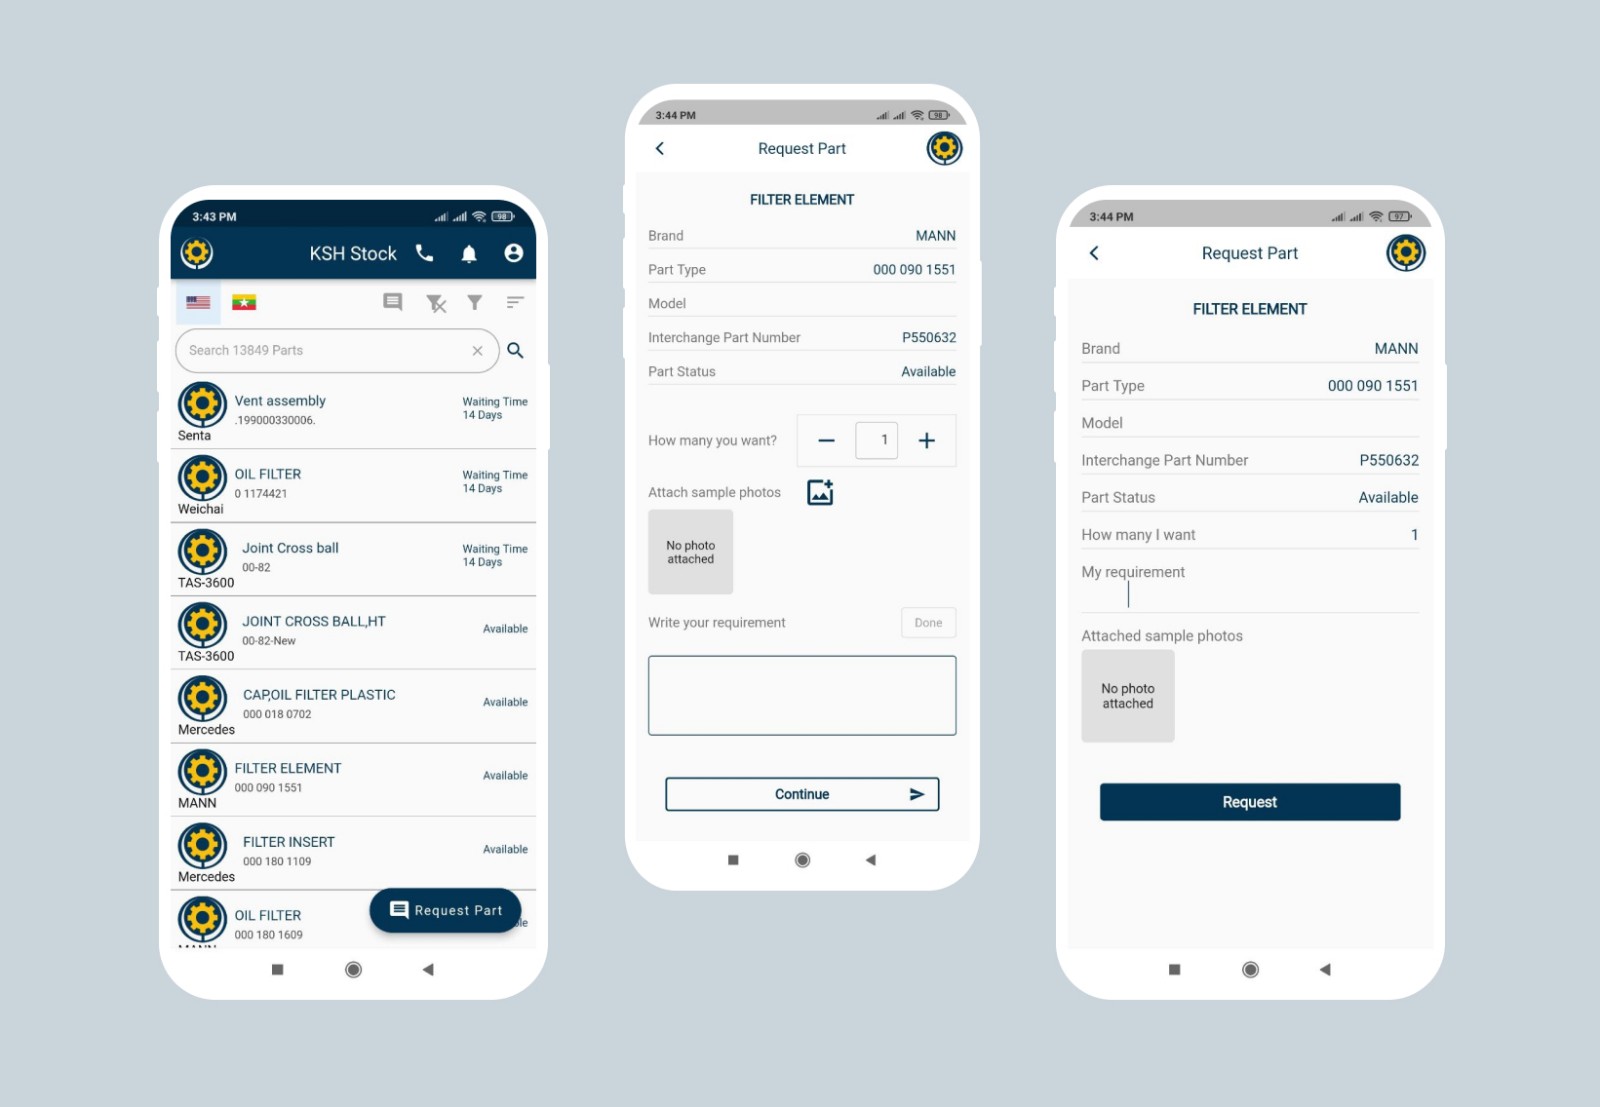 3:43 PM
98
KSH Stock
Search 13849 Parts
Vent assembly
Waiting Time
14 Days
.199000330006.
Senta
OIL FILTER
Waiting Time
14 Days
0 1174421
Weichai
Joint Cross ball
Waiting Time
14 Days
00-82
TAS-3600
JOINT CROSS BALL,HT
Available
00-82-New
TAS-3600
CAP,OIL FILTER PLASTIC
Available
000 018 0702
Mercedes
FILTER ELEMENT
Available
000 090 1551
MANN
FILTER INSERT
Available
000 180 1109
Mercedes
OIL FILTER
000 180 1609
Request Part
3:44 PM
98
Request Part
FILTER ELEMENT
Brand MANN
Part Type 000 090 1551
Model
Interchange Part Number P550632
Part Status Available
How many you want? 1
Attach sample photos
No photo
attached
Write your requirement Done
Continue
3:44 PM
97
Request Part
FILTER ELEMENT
Brand MANN
Part Type 000 090 1551
Model
Interchange Part Number P550632
Part Status Available
How many I want 1
My requirement
Attached sample photos
No photo
attached
Request